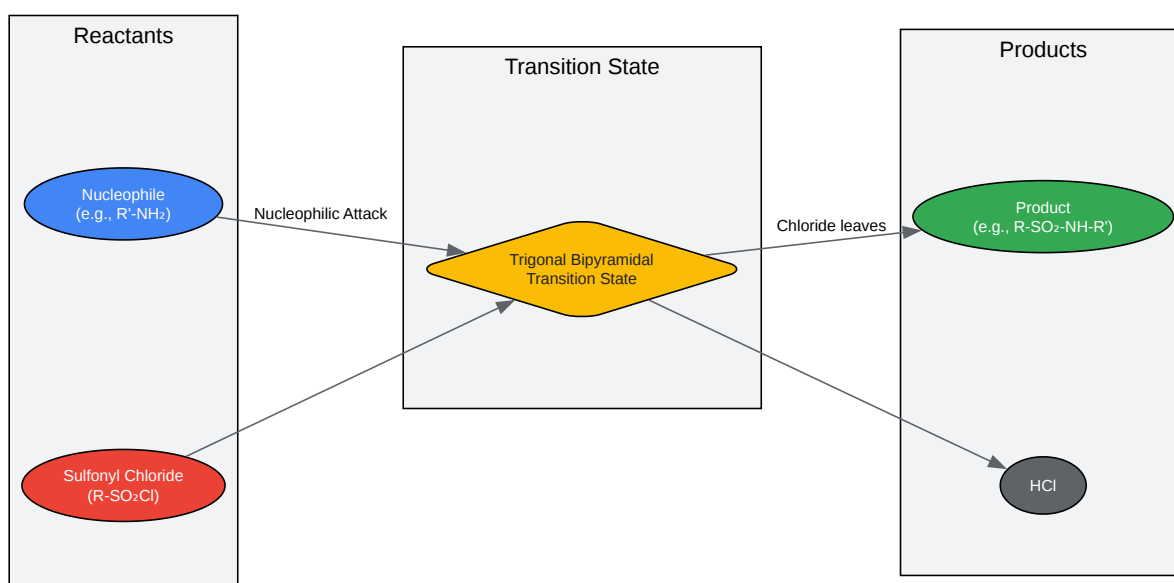 Reactants
Nucleophile
(e.g., R'-NH₂)
Sulfonyl Chloride
(R-SO₂Cl)
Nucleophilic Attack
Transition State
Trigonal Bipyramidal
Transition State
Chloride leaves
Products
Product
(e.g., R-SO₂-NH-R')
HCl